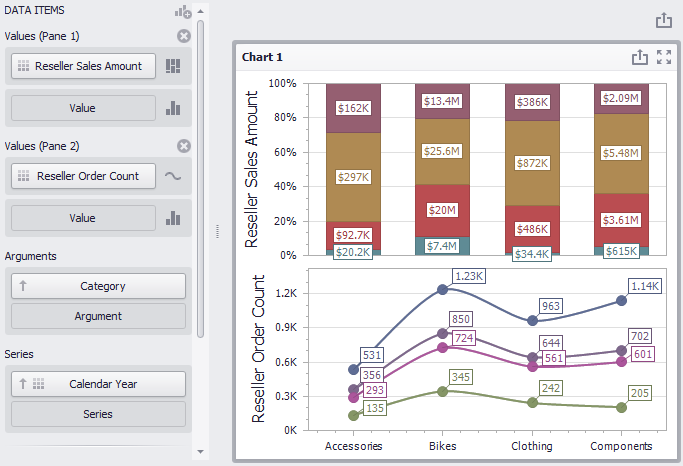 DATA ITEMS
Values (Pane 1)
Reseller Sales Amount
Value
Values (Pane 2)
Reseller Order Count
Value
Arguments
Category
Argument
Series
Calendar Year
Series
Chart 1
Reseller Sales Amount
100%
80%
60%
40%
20%
0%
$162K
$13.4M
$386K
$2.09M
$297K
$25.6M
$872K
$5.48M
$92.7K
$20M
$486K
$3.61M
$20.2K
$7.4M
$34.4K
$615K
Reseller Order Count
1.2K
0.9K
0.6K
0.3K
0K
531
1.23K
963
1.14K
356
850
644
702
293
724
561
601
135
345
242
205
Accessories Bikes Clothing Components